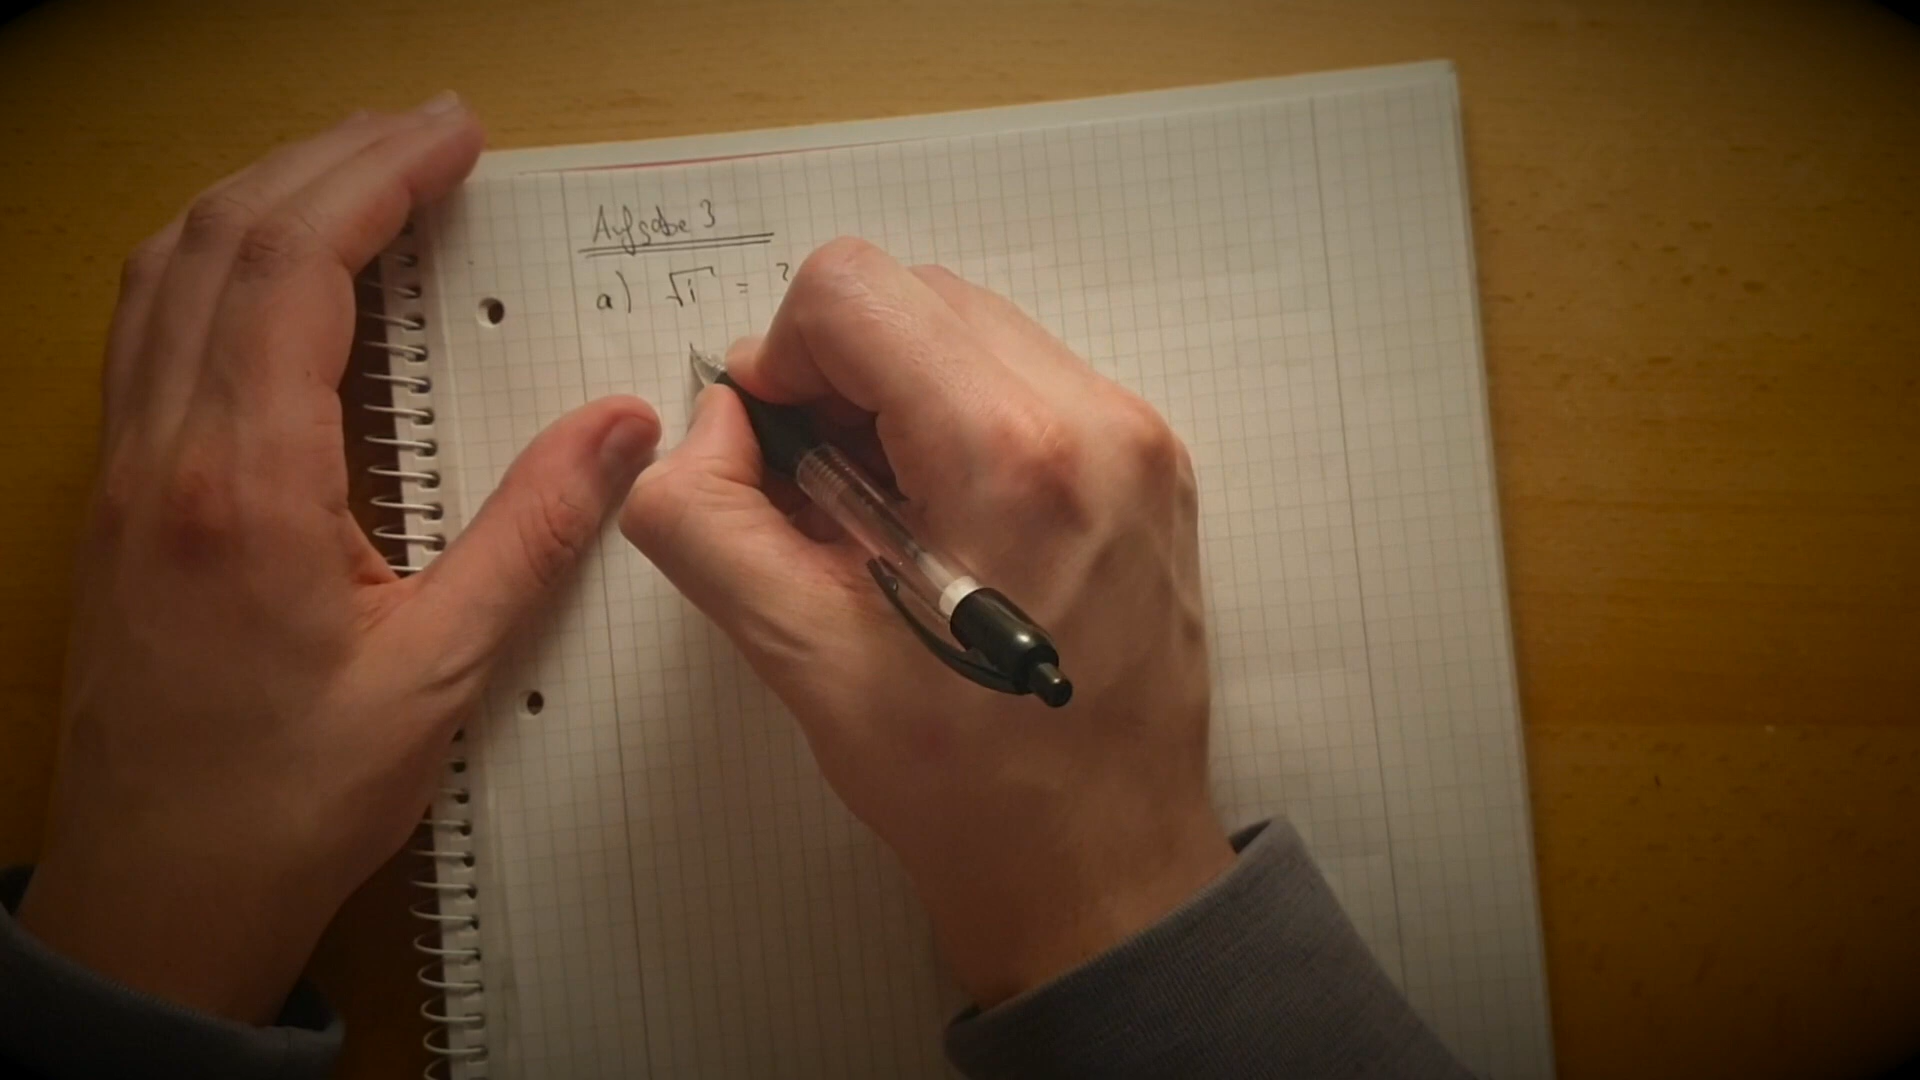 Aufgabe 3
a) √i = ?